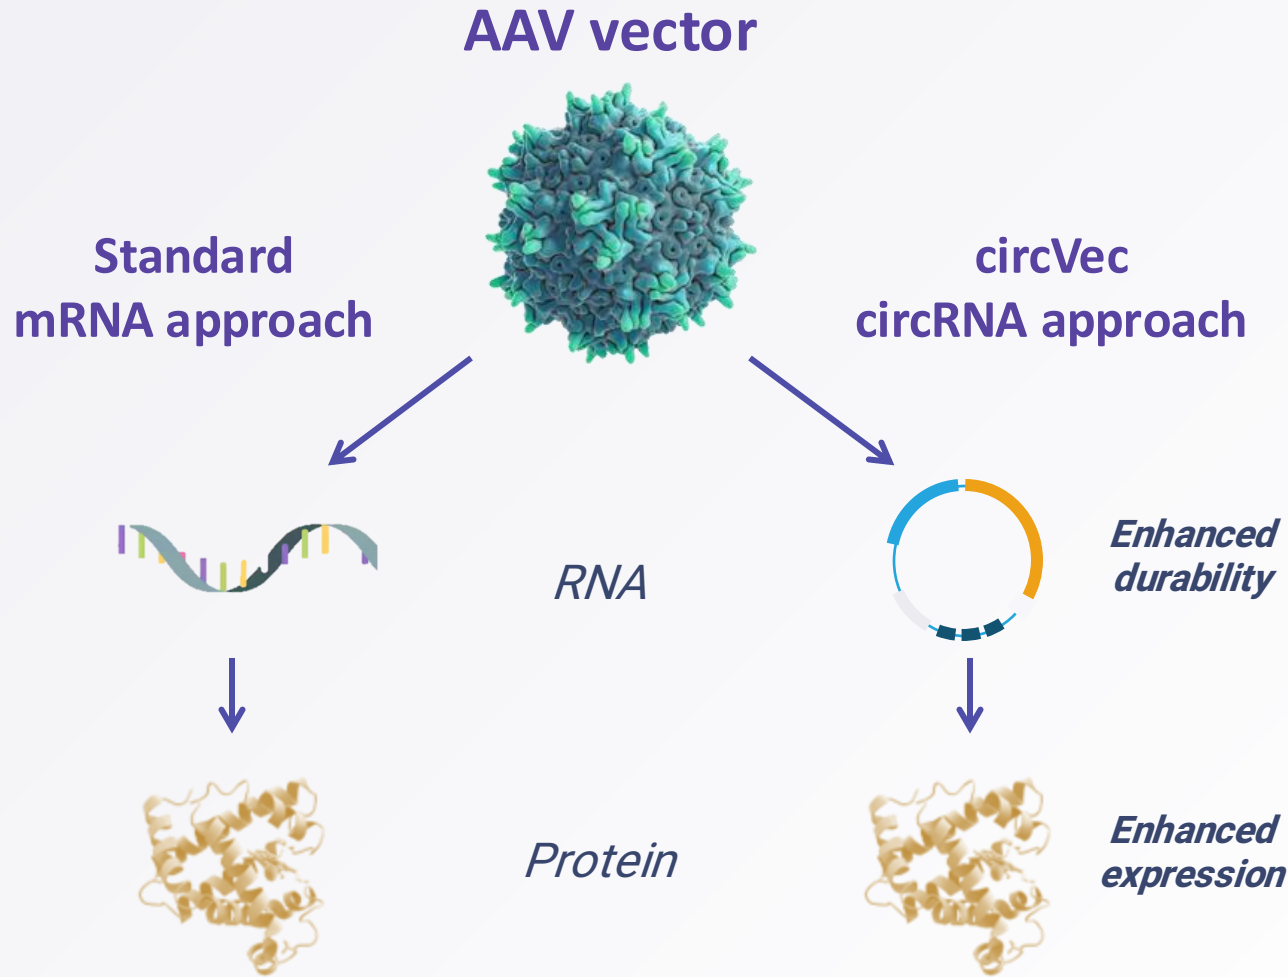 AAV vector
Standard
mRNA approach
circVec
circRNA approach
RNA
Enhanced
durability
Protein
Enhanced
expression